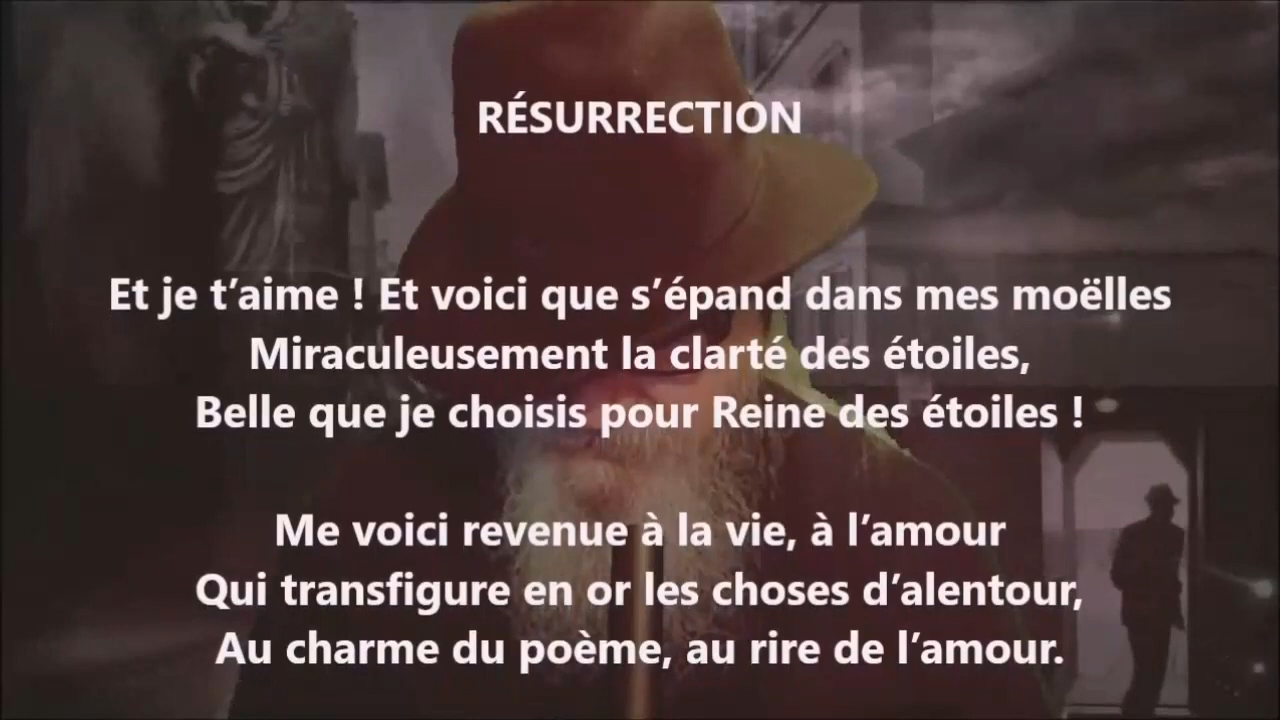 RÉSURRECTION
Et je t’aime ! Et voici que s’épand dans mes moëlles
Miraculeusement la clarté des étoiles,
Belle que je choisis pour Reine des étoiles !
Me voici revenue à la vie, à l’amour
Qui transfigure en or les choses d’alentour,
Au charme du poème, au rire de l’amour.